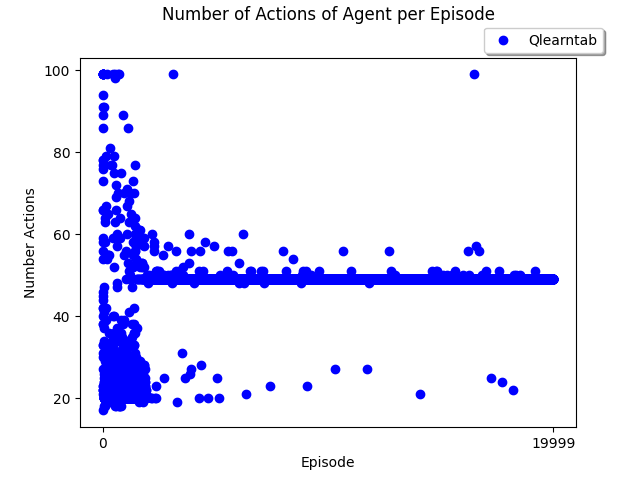 Number of Actions of Agent per Episode
Qlearntab
100
80
60
40
20
Number Actions
0
19999
Episode